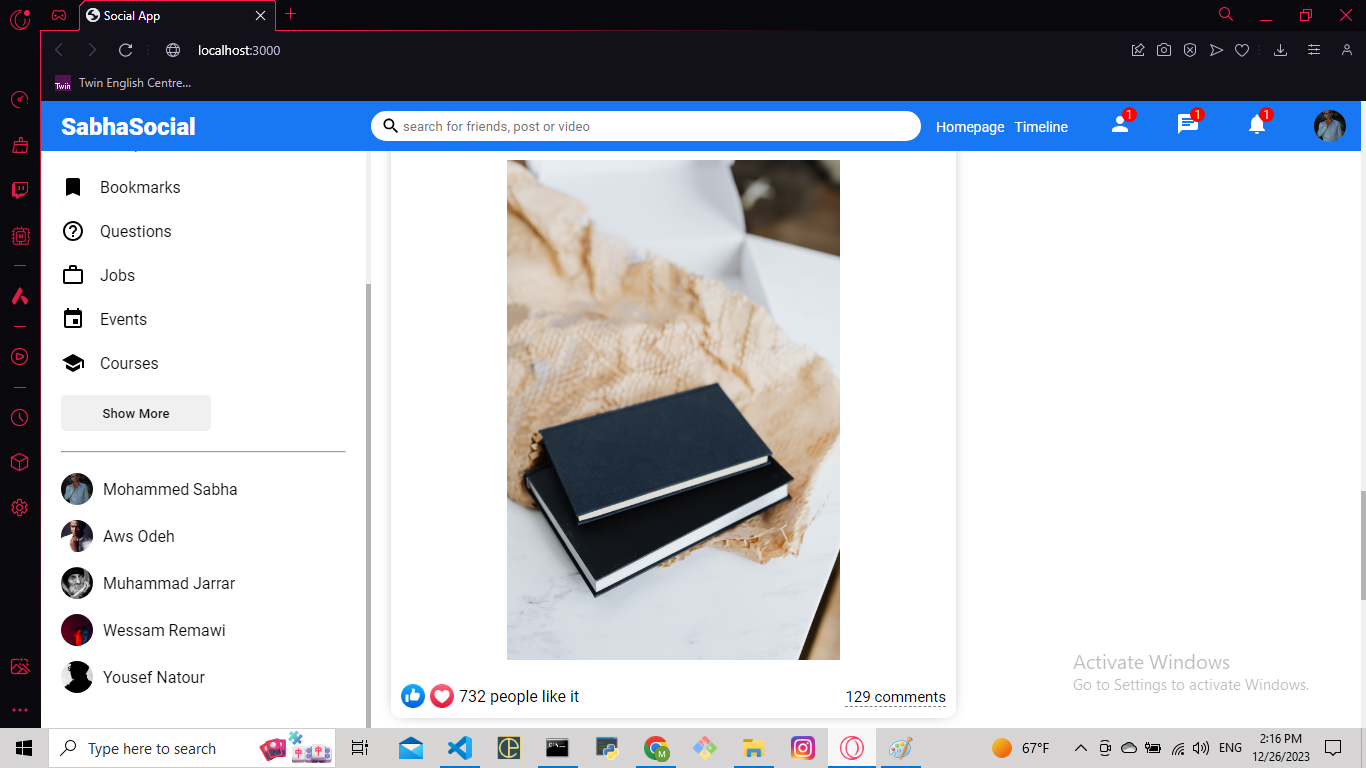 Social App
localhost:3000
Twin
Twin English Centre...
SabhaSocial
search for friends, post or video
Homepage
Timeline
1
1
1
Bookmarks
Questions
Jobs
Events
Courses
Show More
Mohammed Sabha
Aws Odeh
Muhammad Jarrar
Wessam Remawi
Yousef Natour
732 people like it
129 comments
Activate Windows
Go to Settings to activate Windows.
Type here to search
M
67°F
ENG
2:16 PM
12/26/2023